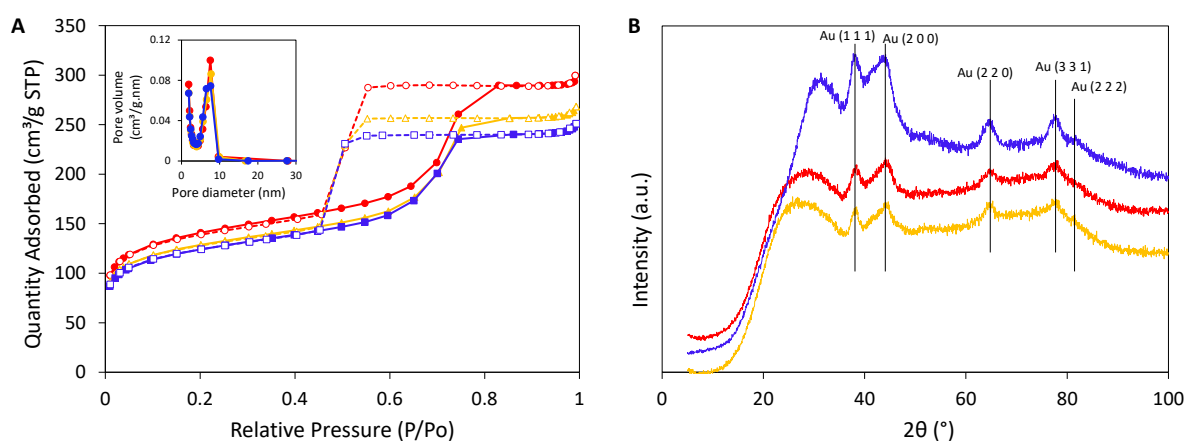 A
Quantity Adsorbed (cm³/g STP)
350
300
250
200
150
100
50
0
0
0.2
0.4
0.6
0.8
1
Relative Pressure (P/Po)
Pore volume
(cm³/g.nm)
0.12
0.08
0.04
0
0
10
20
30
Pore diameter (nm)
B
Intensity (a.u.)
Au (1 1 1)
Au (2 0 0)
Au (2 2 0)
Au (3 3 1)
Au (2 2 2)
0
20
40
60
80
100
2θ (°)